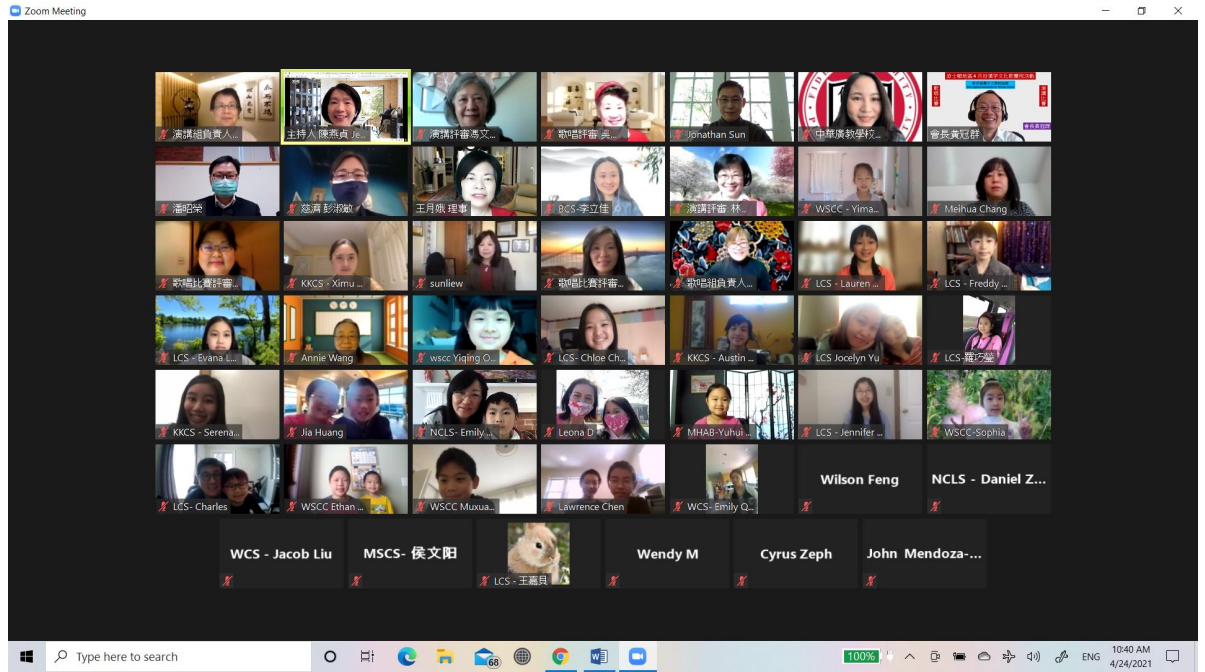 Zoom Meeting
演講組負責人...
主持人 陳燕貞 Je...
演講評審馮文...
歌唱評審 吳...
Jonathan Sun
中華廣教學校...
會長黃冠群
會長黃冠群
潘昭榮
慈濟 彭淑敏
王月娥 理事
BCS-李立佳
演講評審 林...
WSCC - Yima...
Meihua Chang
歌唱比賽評審...
KKCS - Ximu ...
sunliew
歌唱比賽評審...
歌唱組負責人...
LCS - Lauren ...
LCS - Freddy ...
LCS - Evana L...
Annie Wang
wscc Yiqing O...
LCS- Chloe Ch...
KKCS - Austin ...
LCS Jocelyn Yu
LCS-羅巧瑩
KKCS - Serena...
Jia Huang
NCLS- Emily ...
Leona D
MHAB-Yuhui ...
LCS - Jennifer ...
WSCC-Sophia
LCS- Charles
WSCC Ethan ...
WSCC Muxua...
Lawrence Chen
WCS- Emily Q...
Wilson Feng
NCLS - Daniel Z...
WCS - Jacob Liu
MSCS- 侯文阳
LCS - 王嘉貝
Wendy M
Cyrus Zeph
John Mendoza-...
Type here to search
68
100%
ENG
10:40 AM
4/24/2021